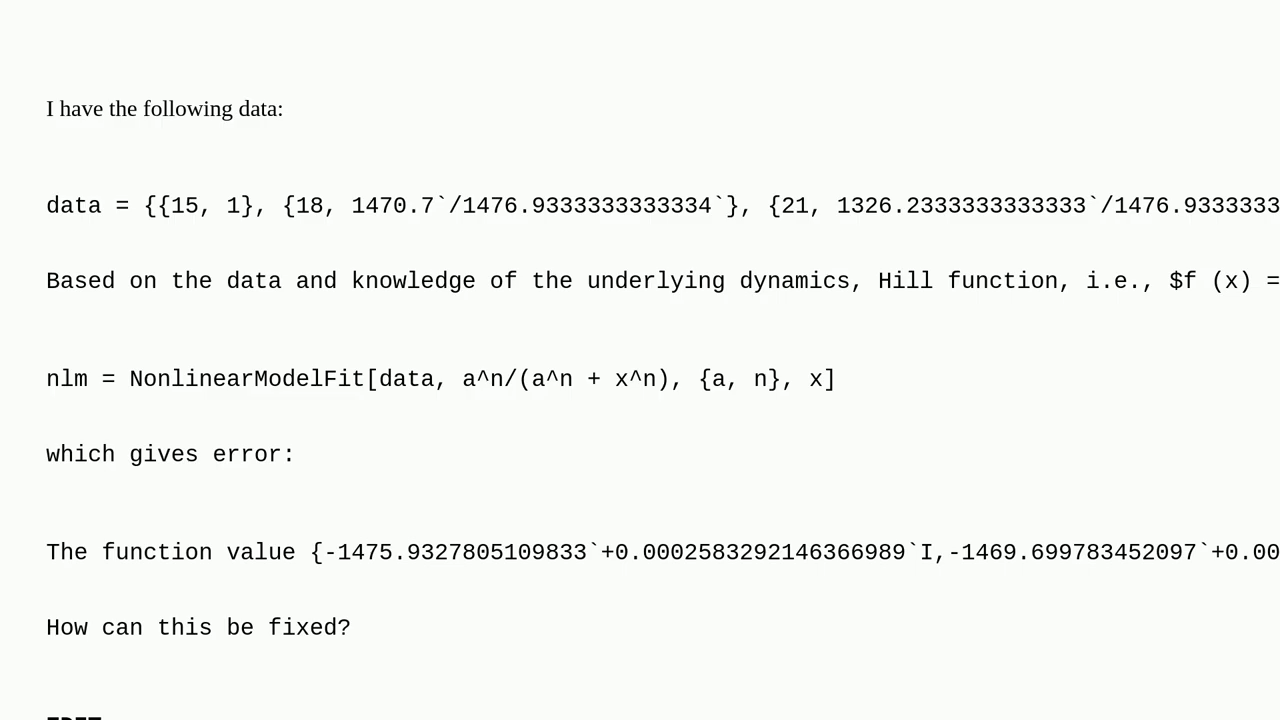 I have the following data:
data = {{15, 1}, {18, 1470.7`/1476.9333333333334`}, {21, 1326.2333333333333`/1476.9333333
Based on the data and knowledge of the underlying dynamics, Hill function, i.e., $f (x) =
nlm = NonlinearModelFit[data, a^n/(a^n + x^n), {a, n}, x]
which gives error:
The function value {-1475.9327805109833`+0.0002583292146366989`I,-1469.699783452097`+0.00
How can this be fixed?